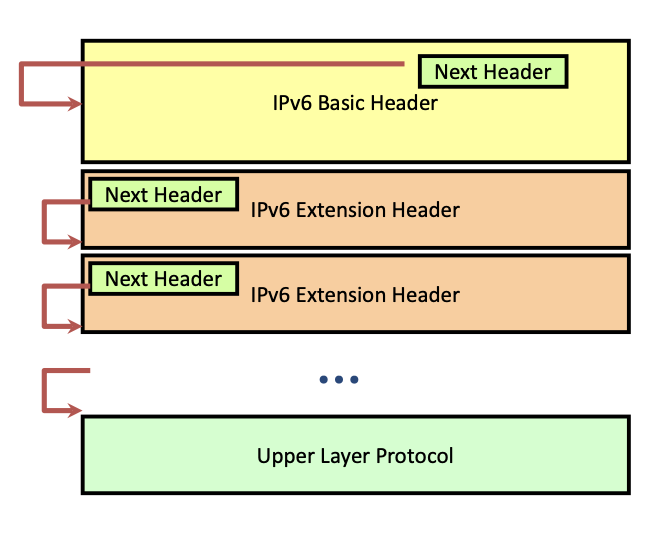 Next Header
IPv6 Basic Header
Next Header
IPv6 Extension Header
Next Header
IPv6 Extension Header
...
Upper Layer Protocol